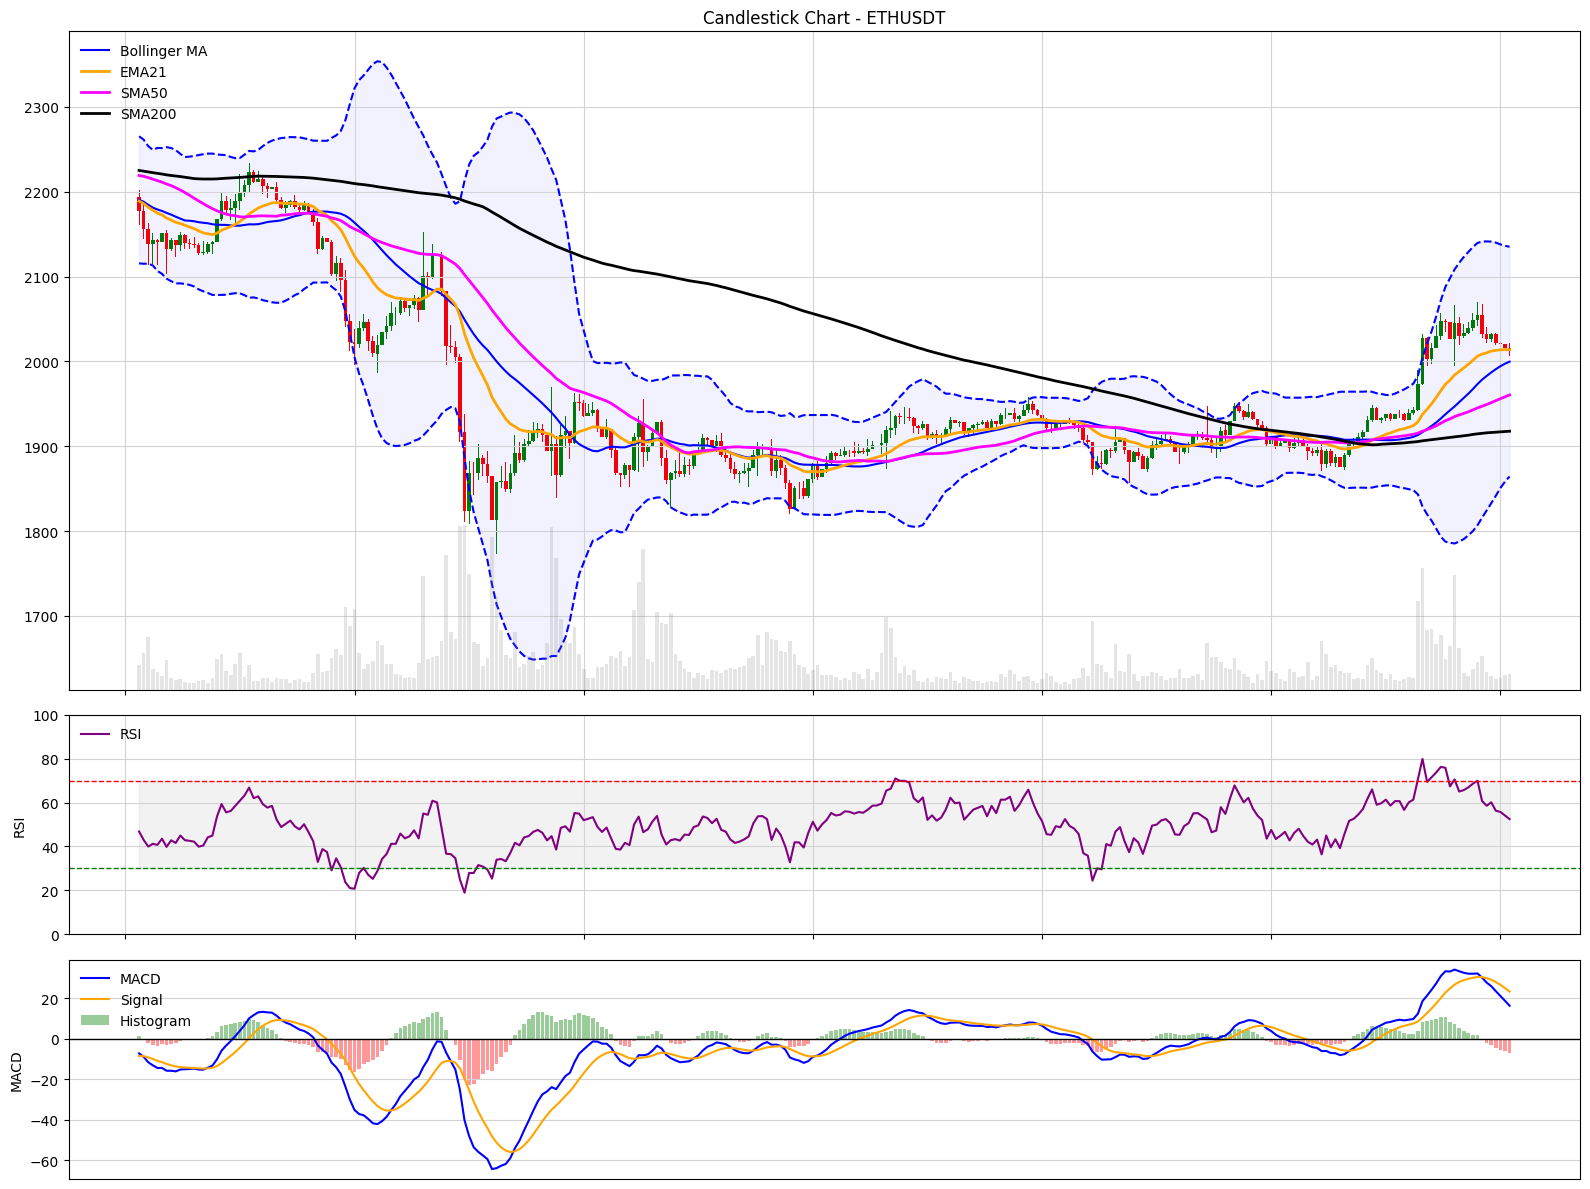 Candlestick Chart - ETHUSDT
Bollinger MA
EMA21
SMA50
SMA200
2300
2200
2100
2000
1900
1800
1700
RSI
100
80
60
40
20
0
RSI
MACD
Signal
Histogram
20
0
−20
−40
−60
MACD